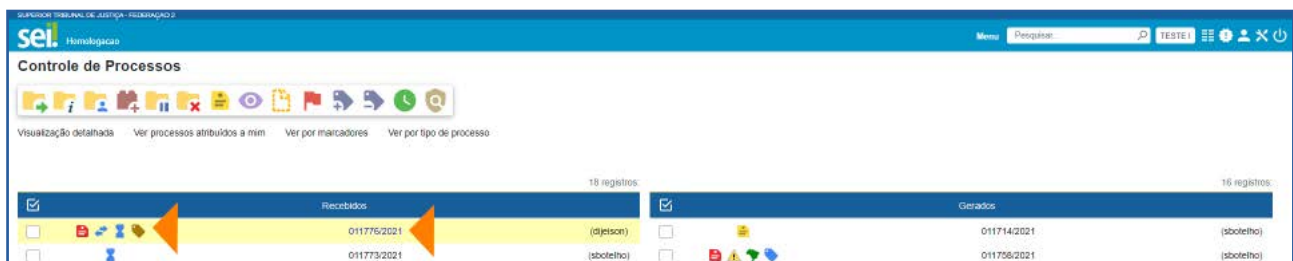 SUPERIOR TRIBUNAL DE JUSTIÇA - FEDERAÇÃO 2
sei. Homologacao Menu Pesquisar... TESTE I
Controle de Processos
Visualização detalhada Ver processos atribuídos a mim Ver por marcadores Ver por tipo de processo
18 registros: 16 registros:
Recebidos Gerados
011776/2021 (dijeison) 011714/2021 (sbotelho)
011773/2021 (sbotelho) 011758/2021 (sbotelho)